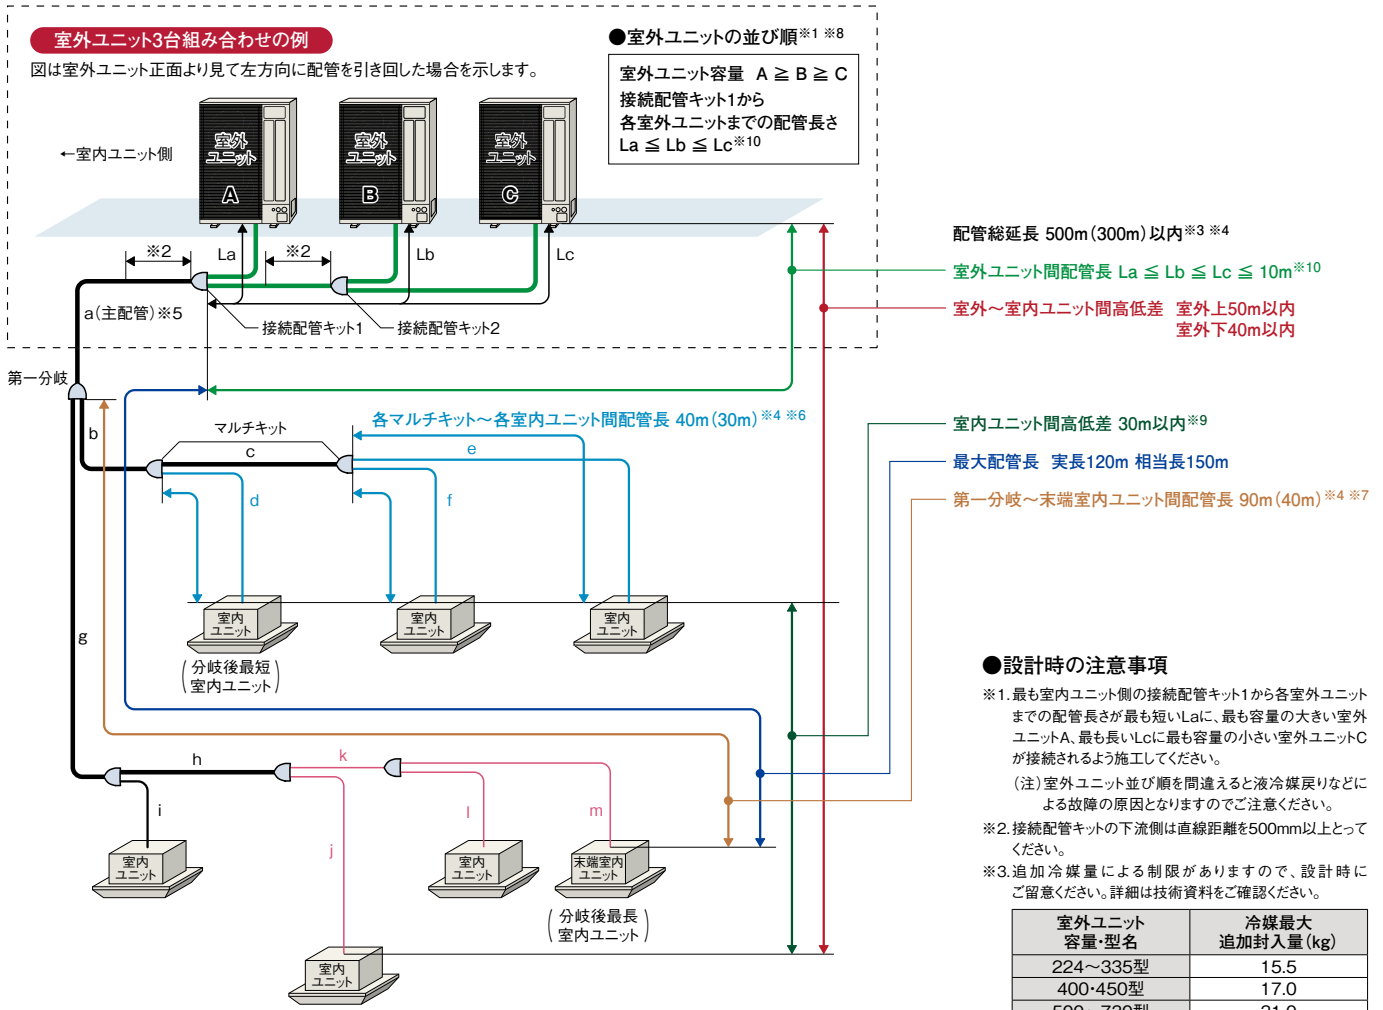 室外ユニット3台組み合わせの例
図は室外ユニット正面より見て左方向に配管を引き回した場合を示します。
●室外ユニットの並び順※1 ※8
室外ユニット容量 A ≧ B ≧ C
接続配管キット1から
各室外ユニットまでの配管長さ
La ≦ Lb ≦ Lc※10
←室内ユニット側
室外
ユニット
A
室外
ユニット
B
室外
ユニット
C
※2
La
※2
Lb
Lc
a(主配管)※5
接続配管キット1
接続配管キット2
配管総延長 500m(300m)以内※3 ※4
室外ユニット間配管長 La ≦ Lb ≦ Lc ≦ 10m※10
室外～室内ユニット間高低差 室外上50m以内
室外下40m以内
第一分岐
b
マルチキット
c
各マルチキット～各室内ユニット間配管長 40m(30m)※4 ※6
e
d
f
室内ユニット間高低差 30m以内※9
最大配管長 実長120m 相当長150m
第一分岐～末端室内ユニット間配管長 90m(40m)※4 ※7
室内
ユニット
室内
ユニット
室内
ユニット
(分岐後最短
室内ユニット)
g
h
k
i
j
l
m
室内
ユニット
室内
ユニット
末端室内
ユニット
(分岐後最長
室内ユニット)
室内
ユニット
●設計時の注意事項
※1.最も室内ユニット側の接続配管キット1から各室外ユニット
までの配管長さが最も短いLaに、最も容量の大きい室外
ユニットA、最も長いLcに最も容量の小さい室外ユニットC
が接続されるよう施工してください。
(注)室外ユニット並び順を間違えると液冷媒戻りなどに
よる故障の原因となりますのでご注意ください。
※2.接続配管キットの下流側は直線距離を500mm以上とって
ください。
※3.追加冷媒量による制限がありますので、設計時に
ご留意ください。詳細は技術資料をご確認ください。
室外ユニット
容量・型名
冷媒最大
追加封入量(kg)
224～335型 15.5
400・450型 17.0